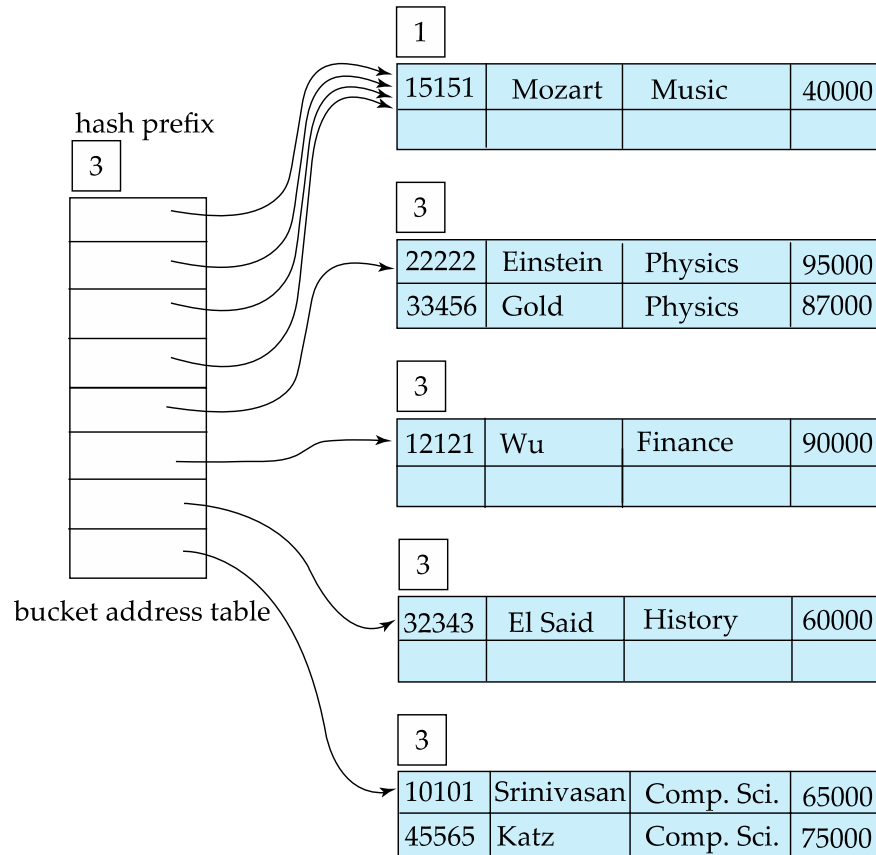 1
15151 Mozart Music 40000
hash prefix
3
3
22222 Einstein Physics 95000
33456 Gold Physics 87000
3
12121 Wu Finance 90000
3
bucket address table
32343 El Said History 60000
3
10101 Srinivasan Comp. Sci. 65000
45565 Katz Comp. Sci. 75000